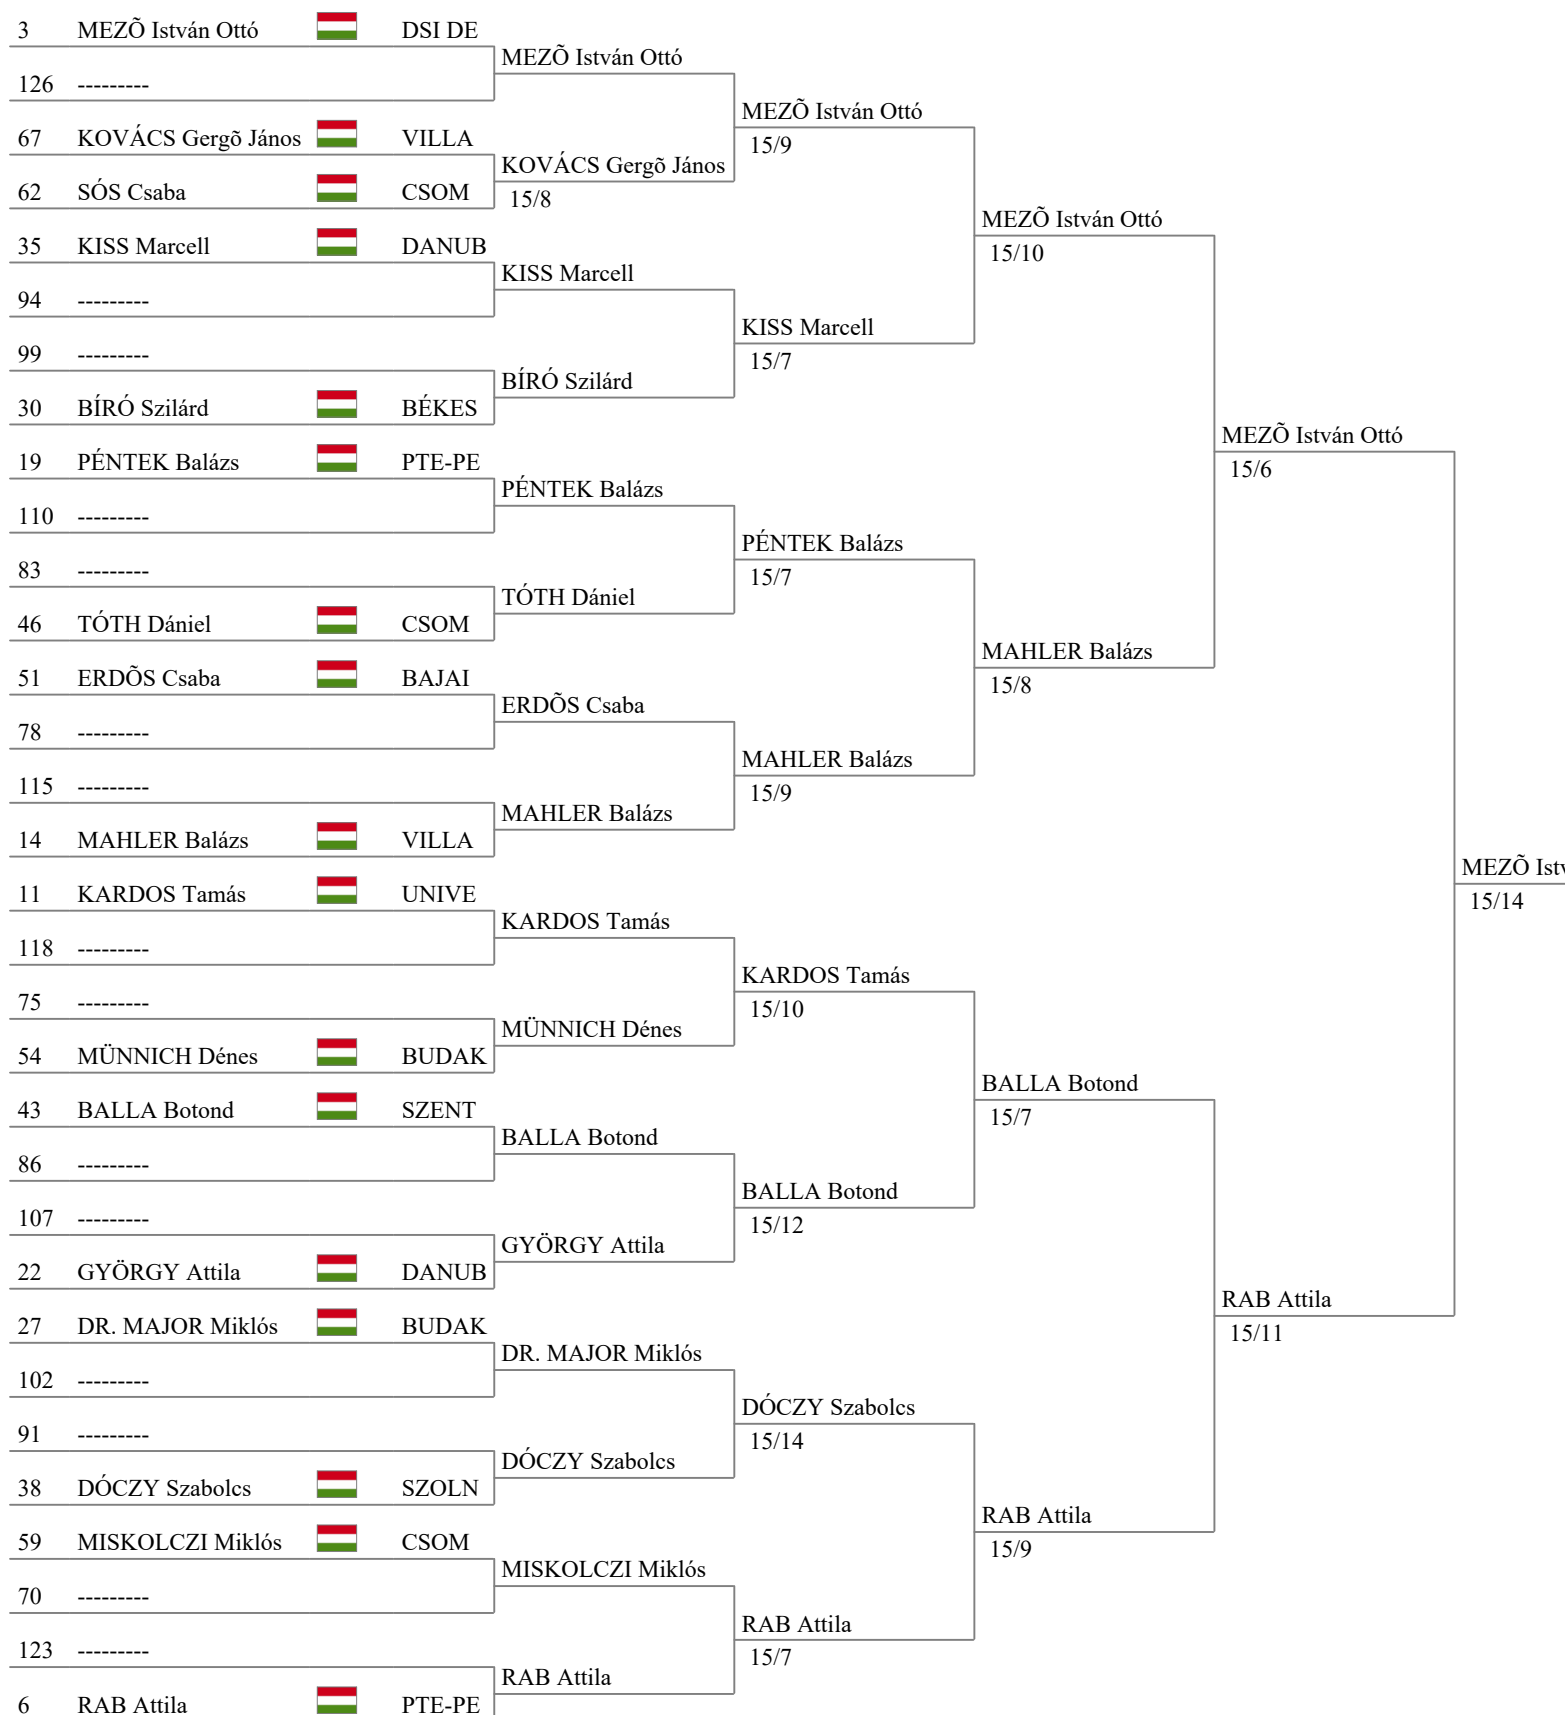 3 MEZÕ István Ottó DSI DE
MEZÕ István Ottó
126 ---------
MEZÕ István Ottó
67 KOVÁCS Gergõ János VILLA
15/9
KOVÁCS Gergõ János
62 SÓS Csaba CSOM
15/8
MEZÕ István Ottó
35 KISS Marcell DANUB
15/10
KISS Marcell
94 ---------
KISS Marcell
99 ---------
15/7
BÍRÓ Szilárd
30 BÍRÓ Szilárd BÉKES
MEZÕ István Ottó
19 PÉNTEK Balázs PTE-PE
15/6
PÉNTEK Balázs
110 ---------
PÉNTEK Balázs
83 ---------
15/7
TÓTH Dániel
46 TÓTH Dániel CSOM
MAHLER Balázs
51 ERDÕS Csaba BAJAI
15/8
ERDÕS Csaba
78 ---------
MAHLER Balázs
115 ---------
15/9
MAHLER Balázs
14 MAHLER Balázs VILLA
MEZÕ Istv
11 KARDOS Tamás UNIVE
15/14
KARDOS Tamás
118 ---------
KARDOS Tamás
75 ---------
15/10
MÜNNICH Dénes
54 MÜNNICH Dénes BUDAK
BALLA Botond
43 BALLA Botond SZENT
15/7
BALLA Botond
86 ---------
BALLA Botond
107 ---------
15/12
GYÖRGY Attila
22 GYÖRGY Attila DANUB
RAB Attila
27 DR. MAJOR Miklós BUDAK
15/11
DR. MAJOR Miklós
102 ---------
DÓCZY Szabolcs
91 ---------
15/14
DÓCZY Szabolcs
38 DÓCZY Szabolcs SZOLN
RAB Attila
59 MISKOLCZI Miklós CSOM
15/9
MISKOLCZI Miklós
70 ---------
RAB Attila
123 ---------
15/7
RAB Attila
6 RAB Attila PTE-PE